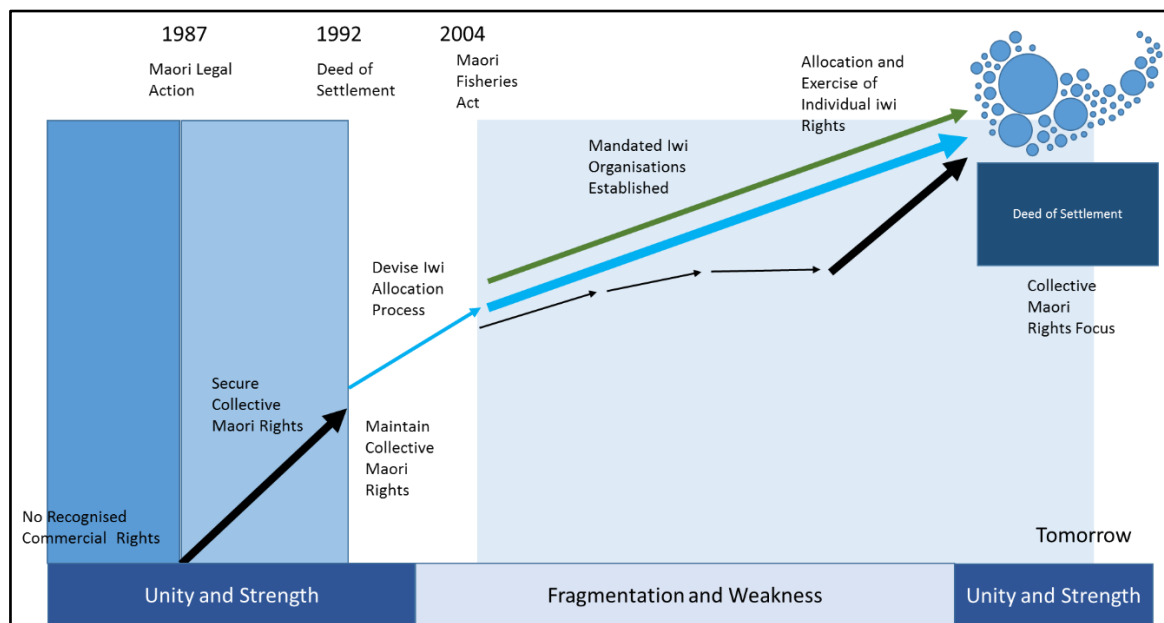 1987
Maori Legal
Action
1992
Deed of
Settlement
2004
Maori
Fisheries
Act
Allocation and
Exercise of
Individual iwi
Rights
Mandated Iwi
Organisations
Established
Deed of Settlement
Devise Iwi
Allocation
Process
Collective
Maori
Rights Focus
Secure
Collective
Maori Rights
Maintain
Collective
Maori
Rights
No Recognised
Commercial Rights
Tomorrow
Unity and Strength
Fragmentation and Weakness
Unity and Strength